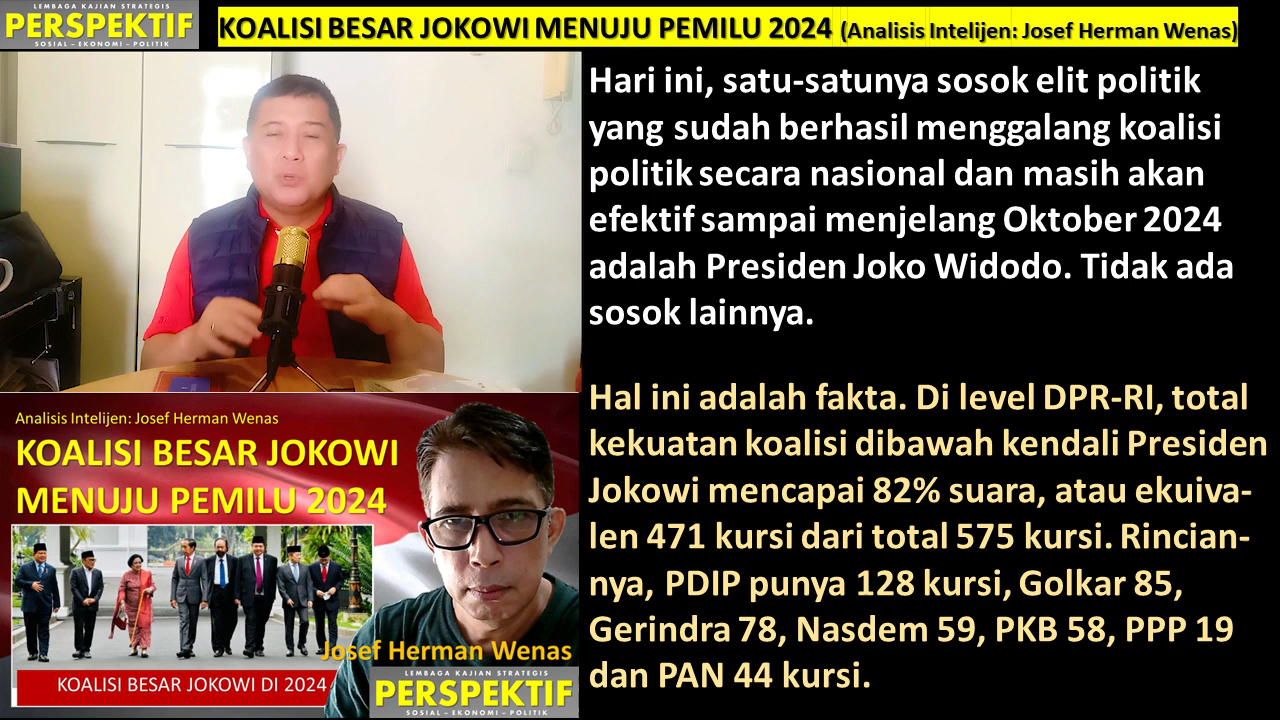 LEMBAGA KAJIAN STRATEGIS
PERSPEKTIF
SOSIAL – EKONOMI – POLITIK
KOALISI BESAR JOKOWI MENUJU PEMILU 2024 (Analisis Intelijen: Josef Herman Wenas)
Hari ini, satu-satunya sosok elit politik
yang sudah berhasil menggalang koalisi
politik secara nasional dan masih akan
efektif sampai menjelang Oktober 2024
adalah Presiden Joko Widodo. Tidak ada
sosok lainnya.
Hal ini adalah fakta. Di level DPR-RI, total
kekuatan koalisi dibawah kendali Presiden
Jokowi mencapai 82% suara, atau ekuiva-
len 471 kursi dari total 575 kursi. Rincian-
nya, PDIP punya 128 kursi, Golkar 85,
Gerindra 78, Nasdem 59, PKB 58, PPP 19
dan PAN 44 kursi.
Analisis Intelijen: Josef Herman Wenas
KOALISI BESAR JOKOWI
MENUJU PEMILU 2024
Josef Herman Wenas
KOALISI BESAR JOKOWI DI 2024
LEMBAGA KAJIAN STRATEGIS
PERSPEKTIF
SOSIAL - EKONOMI - POLITIK